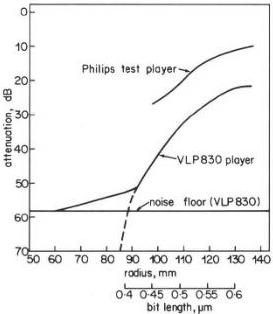 0
10
20
30
40
50
60
70
attenuation, dB
Philips test player
VLP830 player
noise floor (VLP830)
50 60 70 80 90 100 110 120 130 140
radius, mm
0·4 0·45 0·5 0·55 0·6
bit length, µm